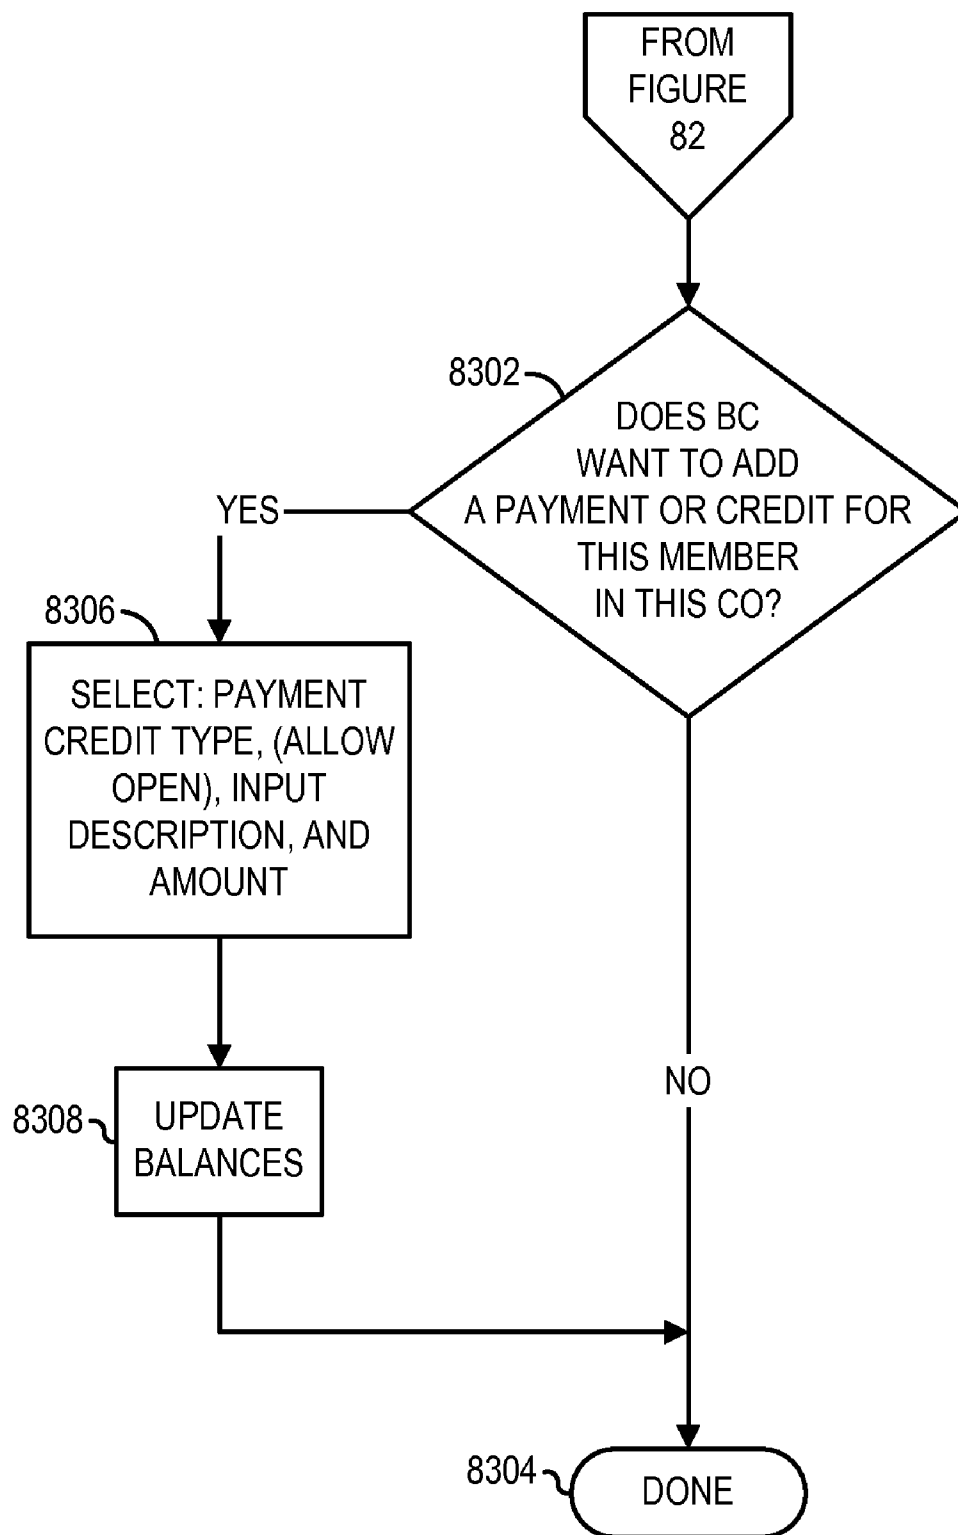 FROM
FIGURE
82
8302
DOES BC
WANT TO ADD
A PAYMENT OR CREDIT FOR
THIS MEMBER
IN THIS CO?
YES
8306
SELECT: PAYMENT
CREDIT TYPE, (ALLOW
OPEN), INPUT
DESCRIPTION, AND
AMOUNT
NO
8308
UPDATE
BALANCES
8304
DONE